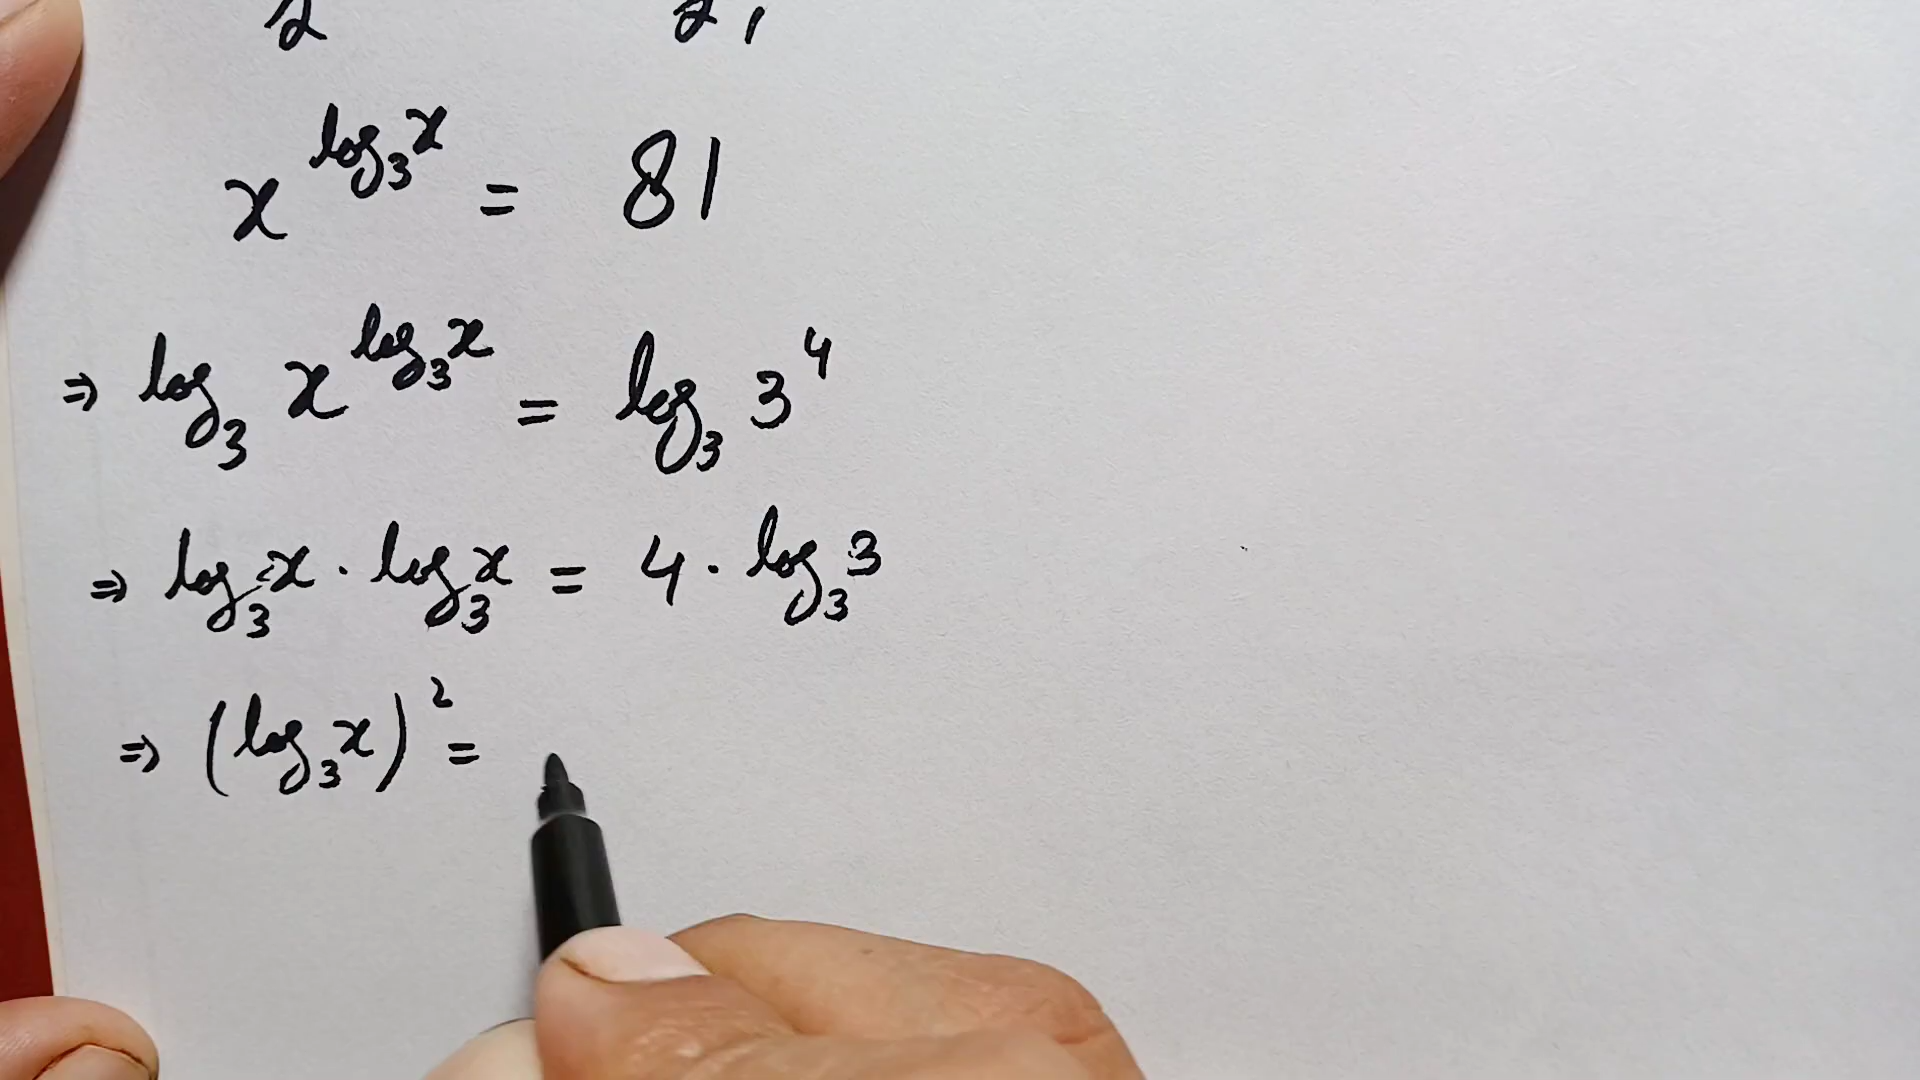 x^{log_3 x} = 81
⇒ log_3 x^{log_3 x} = log_3 3^4
⇒ log_3 x · log_3 x = 4 · log_3 3
⇒ (log_3 x)^2 =